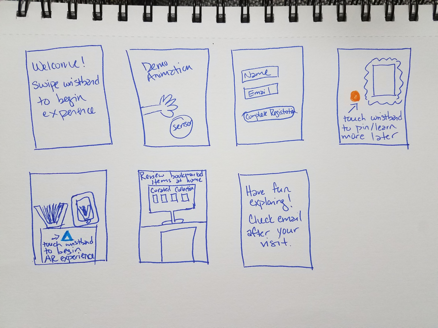 Welcome!
Swipe wristband
to begin
experience
Demo
Animation
sensor
Name
Email
Complete Registration
touch wristband
to pin/learn
more later
touch wristband
to begin
AR experience
Review bookmarked
items at home
Curated Collection
Have fun
exploring!
Check email
after your
visit.